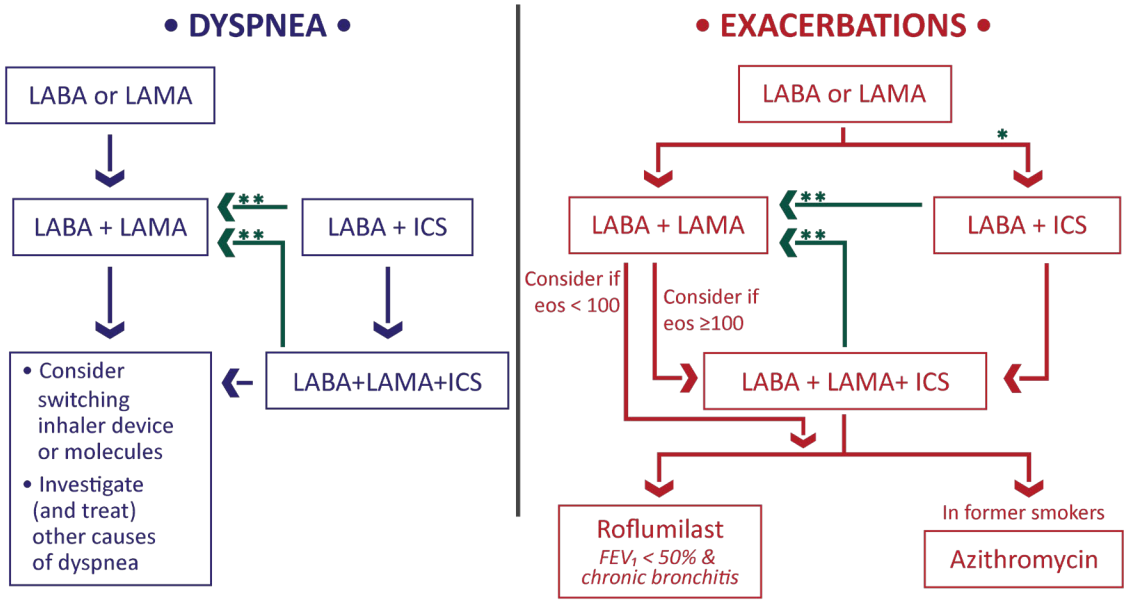 • DYSPNEA •
LABA or LAMA
LABA + LAMA
**
**
LABA + ICS
LABA+LAMA+ICS
• Consider
switching
inhaler device
or molecules
• Investigate
(and treat)
other causes
of dyspnea
• EXACERBATIONS •
LABA or LAMA
*
LABA + LAMA
**
**
LABA + ICS
Consider if
eos < 100
Consider if
eos ≥100
LABA + LAMA+ ICS
Roflumilast
FEV₁ < 50% &
chronic bronchitis
In former smokers
Azithromycin